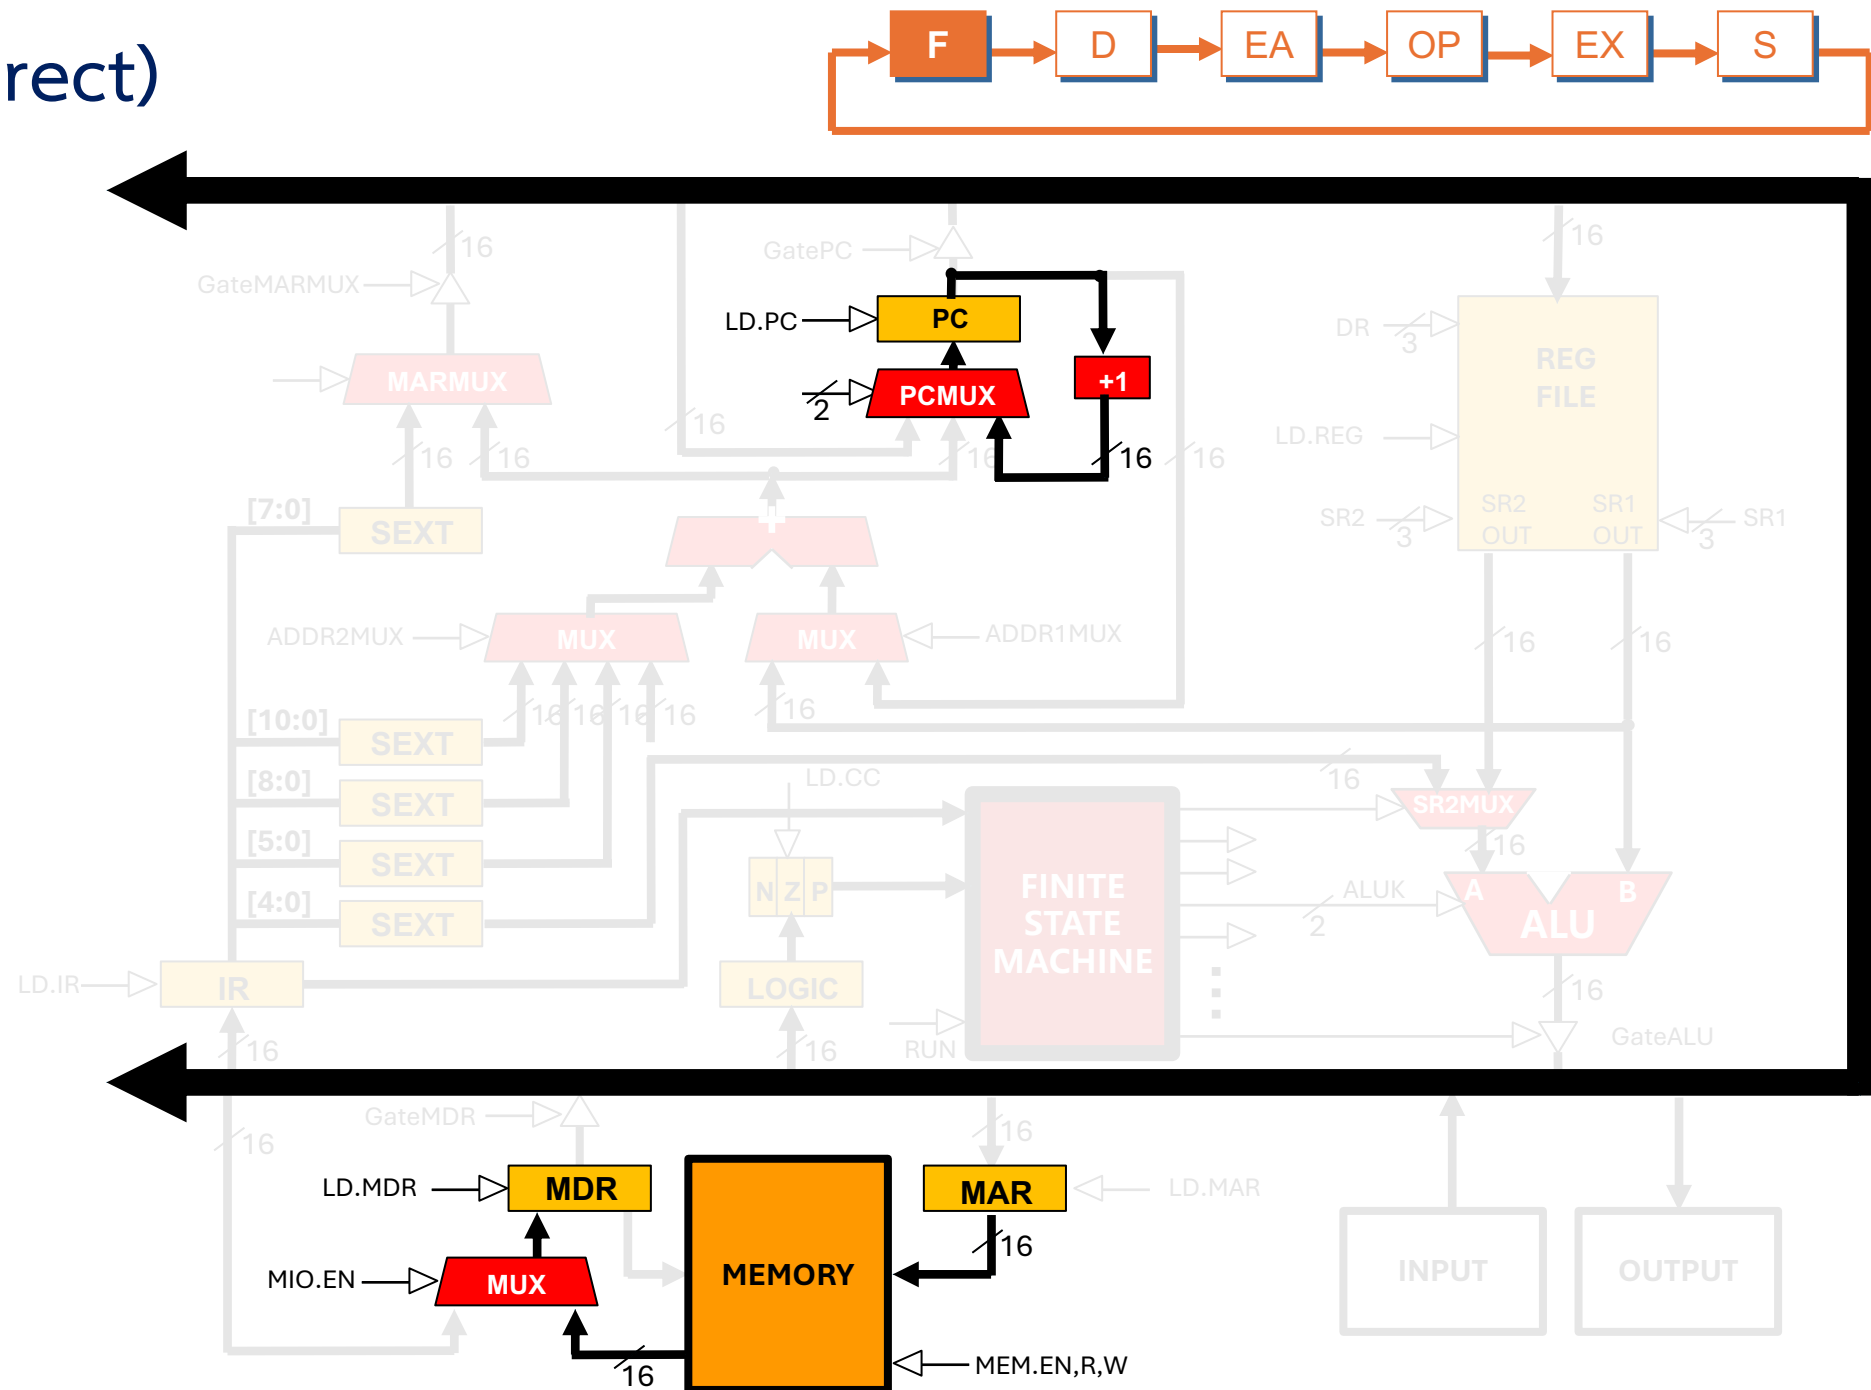 F D EA OP EX S
rect)
16
GatePC
16
GateMARMUX
LD.PC
PC
DR
3
REG
FILE
MARMUX
2
PCMUX
+1
16
LD.REG
16
16
16
16
16
[7:0]
SEXT
+
SR2
3
SR2
OUT
SR1
OUT
3
SR1
ADDR2MUX
MUX
MUX
ADDR1MUX
16
16
16
16
16
16
16
[10:0]
SEXT
[8:0]
SEXT
LD.CC
16
SR2MUX
[5:0]
SEXT
16
N Z P
FINITE
STATE
MACHINE
ALUK
2
A
B
ALU
[4:0]
SEXT
LD.IR
IR
LOGIC
16
16
16
RUN
GateALU
GateMDR
16
16
LD.MDR
MDR
MAR
LD.MAR
16
MIO.EN
MUX
MEMORY
INPUT
OUTPUT
16
MEM.EN,R,W